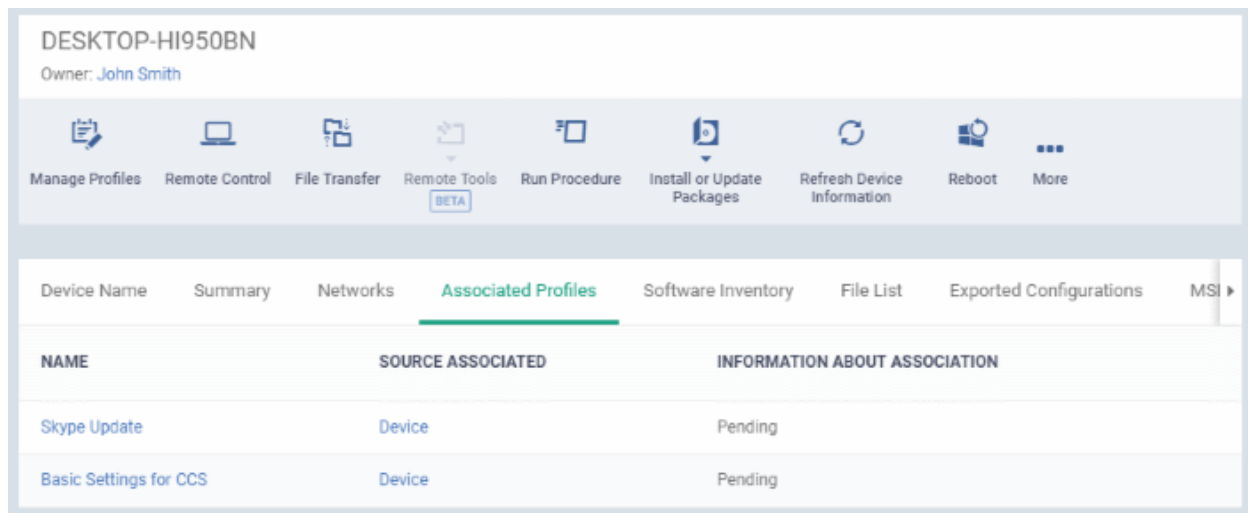 DESKTOP-HI950BN
Owner: John Smith
Manage Profiles
Remote Control
File Transfer
Remote Tools
BETA
Run Procedure
Install or Update
Packages
Refresh Device
Information
Reboot
More
Device Name Summary Networks Associated Profiles Software Inventory File List Exported Configurations MSI
NAME SOURCE ASSOCIATED INFORMATION ABOUT ASSOCIATION
Skype Update Device Pending
Basic Settings for CCS Device Pending